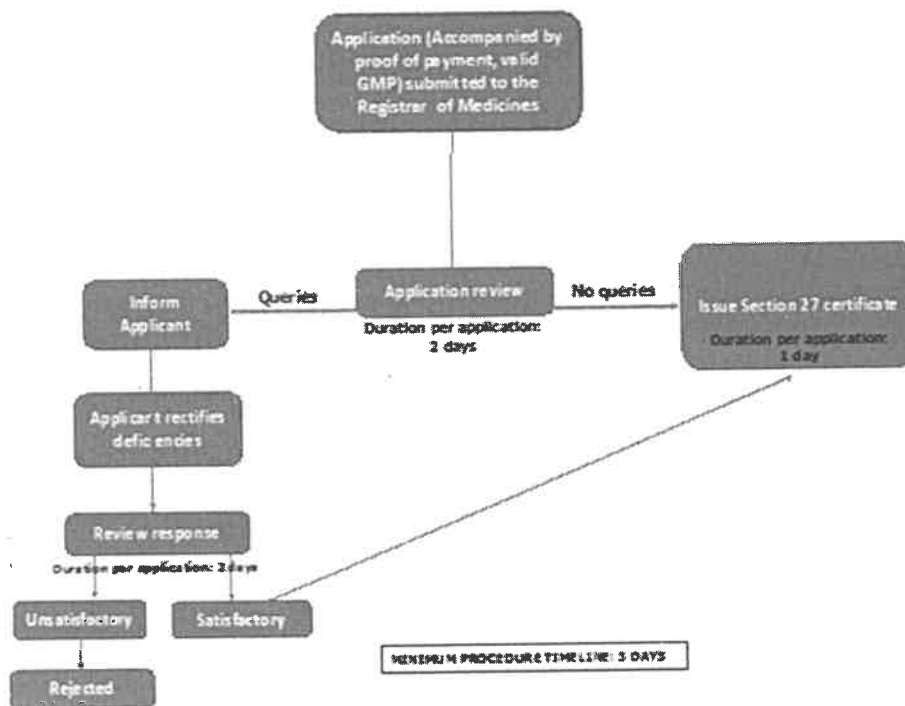 Application (Accompanied by
proof of payment, valid
GMP) submitted to the
Registrar of Medicines
Inform
Applicant
Queries
Application review
Duration per application:
2 days
No queries
Issue Section 27 certificate
Duration per application:
1 day
Applicant rectifies
deficiencies
Review response
Duration per application: days
Unsatisfactory
Satisfactory
Rejected
MINIMUM PROCEDURE TIMELINE: DAYS